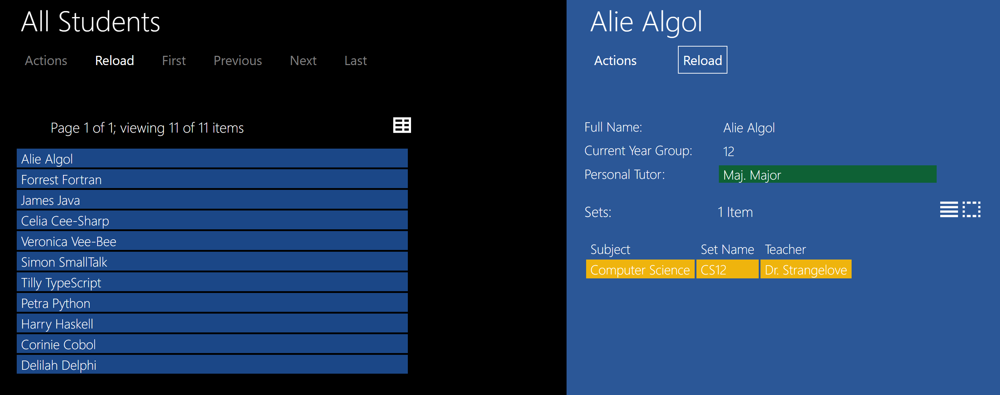 All Students
Actions Reload First Previous Next Last
Page 1 of 1; viewing 11 of 11 items
Alie Algol
Forrest Fortran
James Java
Celia Cee-Sharp
Veronica Vee-Bee
Simon SmallTalk
Tilly TypeScript
Petra Python
Harry Haskell
Corinie Cobol
Delilah Delphi
Alie Algol
Actions Reload
Full Name: Alie Algol
Current Year Group: 12
Personal Tutor: Maj. Major
Sets: 1 Item
Subject Set Name Teacher
Computer Science CS12 Dr. Strangelove